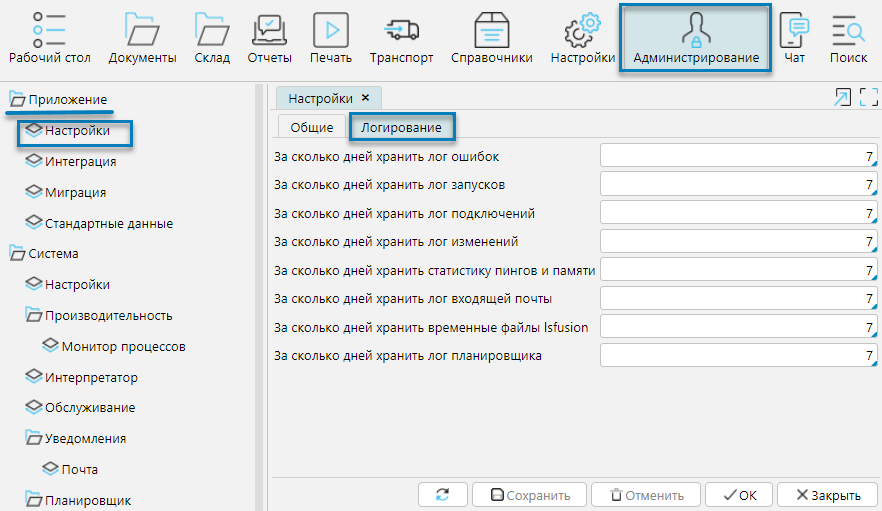 Рабочий стол Документы Склад Отчеты Печать Транспорт Справочники Настройки Администрирование Чат Поиск
Приложение
Настройки
Интеграция
Миграция
Стандартные данные
Система
Настройки
Производительность
Монитор процессов
Интерпретатор
Обслуживание
Уведомления
Почта
Планировщик
Настройки ×
Общие Логирование
За сколько дней хранить лог ошибок 7
За сколько дней хранить лог запусков 7
За сколько дней хранить лог подключений 7
За сколько дней хранить лог изменений 7
За сколько дней хранить статистику пингов и памяти 7
За сколько дней хранить лог входящей почты 7
За сколько дней хранить временные файлы lsfusion 7
За сколько дней хранить лог планировщика 7
Сохранить Отменить ОК Закрыть